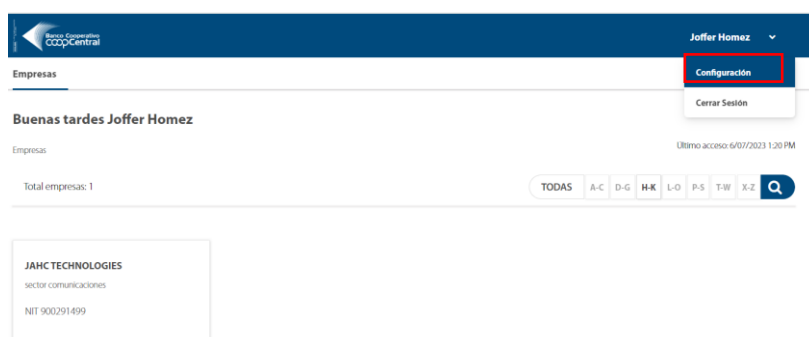 Banco Cooperativo
coopCentral
Joffer Homez
Empresas
Configuración
Cerrar Sesión
Buenas tardes Joffer Homez
Empresas
Último acceso: 6/07/2023 1:20 PM
Total empresas: 1
TODAS A-C D-G H-K L-O P-S T-W X-Z
JAHC TECHNOLOGIES
sector comunicaciones
NIT 900291499